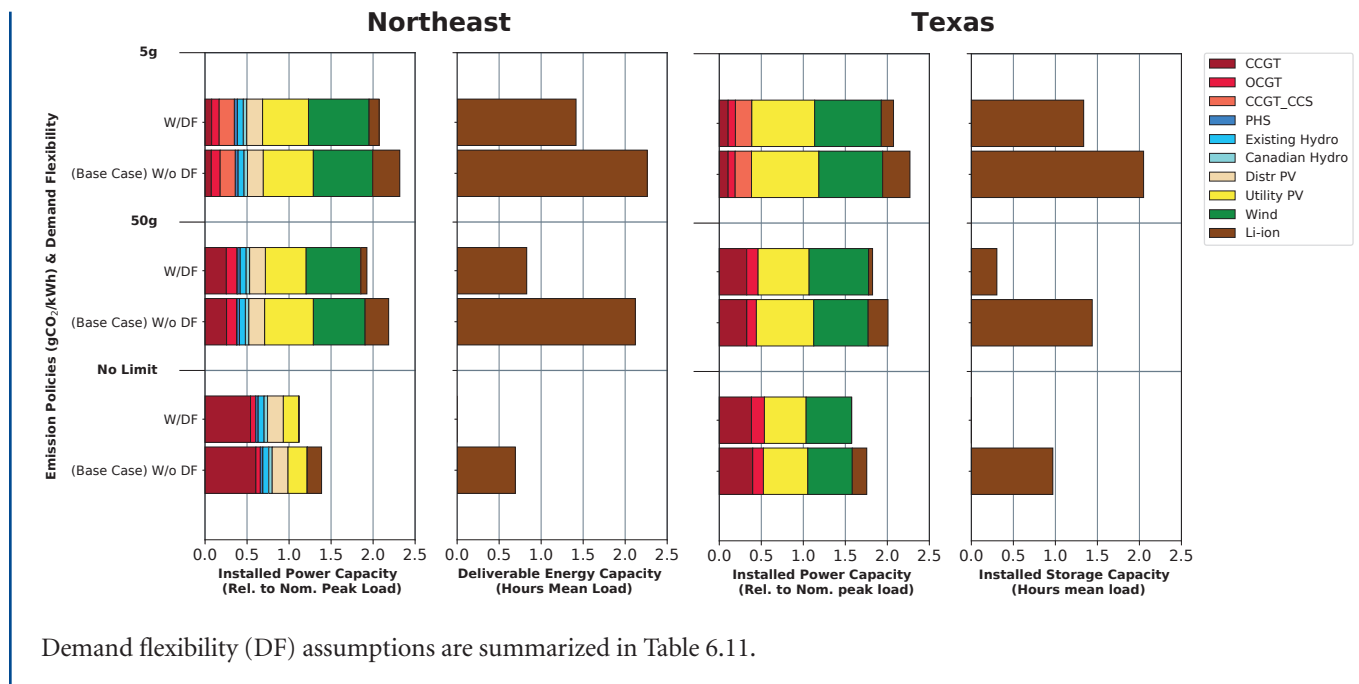 Northeast
Texas
Emission Policies (gCO₂/kWh) & Demand Flexibility
5g
W/DF
(Base Case) W/o DF
50g
W/DF
(Base Case) W/o DF
No Limit
W/DF
(Base Case) W/o DF
0.0 0.5 1.0 1.5 2.0 2.5
Installed Power Capacity
(Rel. to Nom. Peak Load)
0.0 0.5 1.0 1.5 2.0 2.5
Deliverable Energy Capacity
(Hours Mean Load)
0.0 0.5 1.0 1.5 2.0 2.5
Installed Power Capacity
(Rel. to Nom. peak load)
0.0 0.5 1.0 1.5 2.0 2.5
Installed Storage Capacity
(Hours mean load)
CCGT
OCGT
CCGT_CCS
PHS
Existing Hydro
Canadian Hydro
Distr PV
Utility PV
Wind
Li-ion
Demand flexibility (DF) assumptions are summarized in Table 6.11.